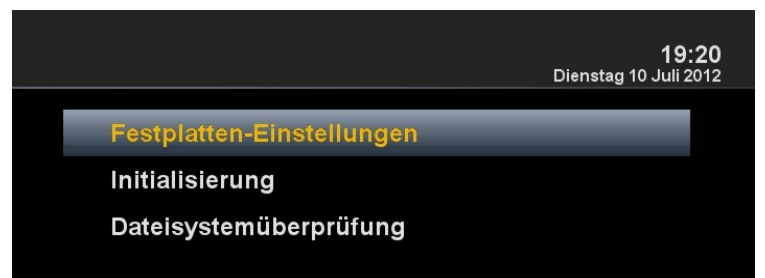 19:20
Dienstag 10 Juli 2012
Festplatten-Einstellungen
Initialisierung
Dateisystemüberprüfung